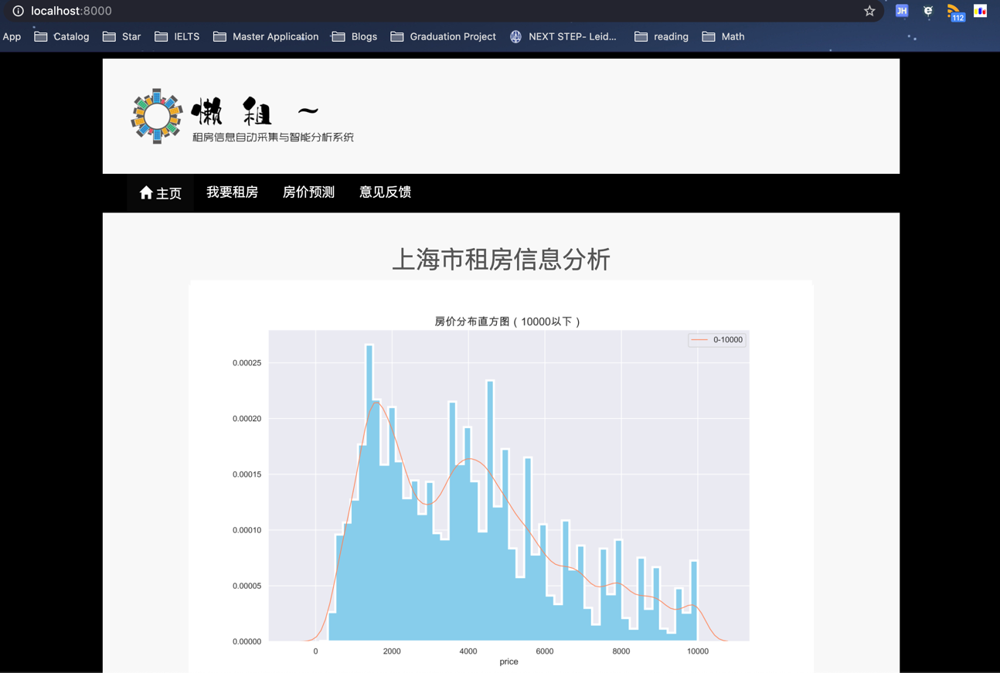 localhost:8000
JH
112
App Catalog Star IELTS Master Application Blogs Graduation Project NEXT STEP- Leid... reading Math
懒 租 ~
租房信息自动采集与智能分析系统
主页 我要租房 房价预测 意见反馈
上海市租房信息分析
房价分布直方图（10000以下）
0-10000
0.00025
0.00020
0.00015
0.00010
0.00005
0.00000
0 2000 4000 6000 8000 10000
price